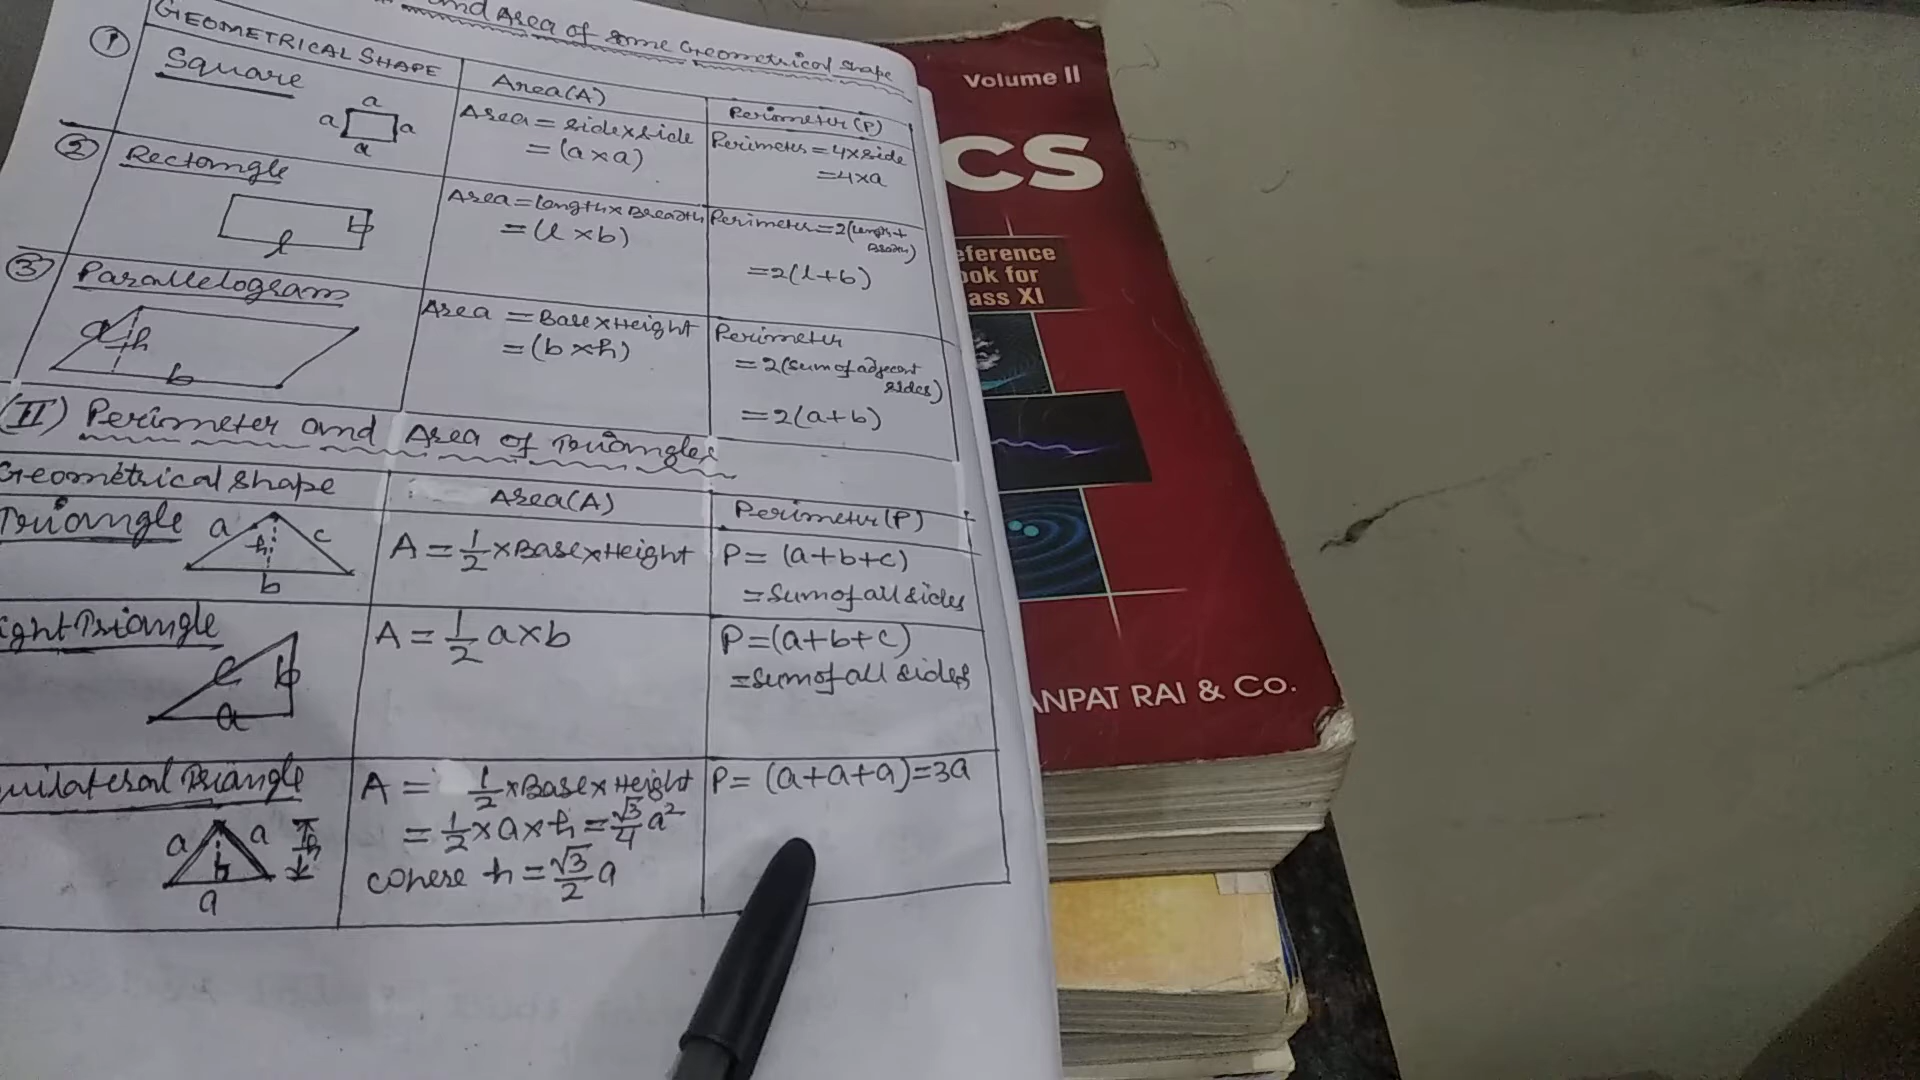 and Area of some Geometrical shape
GEOMETRICAL SHAPE
Area(A)
Perimeter(P)
① Square
a
a a
a
Area = side×side
= (a×a)
Perimeter = 4×side
=4×a
② Rectangle
b
l
Area = Length×Breadth
= (l×b)
Perimeter = 2(Length+
Breadth)
=2(l+b)
③ Parallelogram
a h
b
Area = Base×Height
= (b×h)
Perimeter
= 2(sum of adjecent
sides)
=2(a+b)
(II) Perimeter and Area of Triangles
Geometrical shape
Area(A)
Perimeter(P)
Triangle
a h c
b
A = 1/2 ×Base×Height
P= (a+b+c)
= Sum of all sides
ight Triangle
c b
a
A = 1/2 a×b
P=(a+b+c)
=sum of all sides
uilateral Triangle
a a h
h
a
A = 1/2 ×Base×Height
= 1/2 ×a×h = √3/4 a²
where h = √3/2 a
P= (a+a+a)=3a
Volume II
CS
eference
ook for
ass XI
ANPAT RAI & Co.